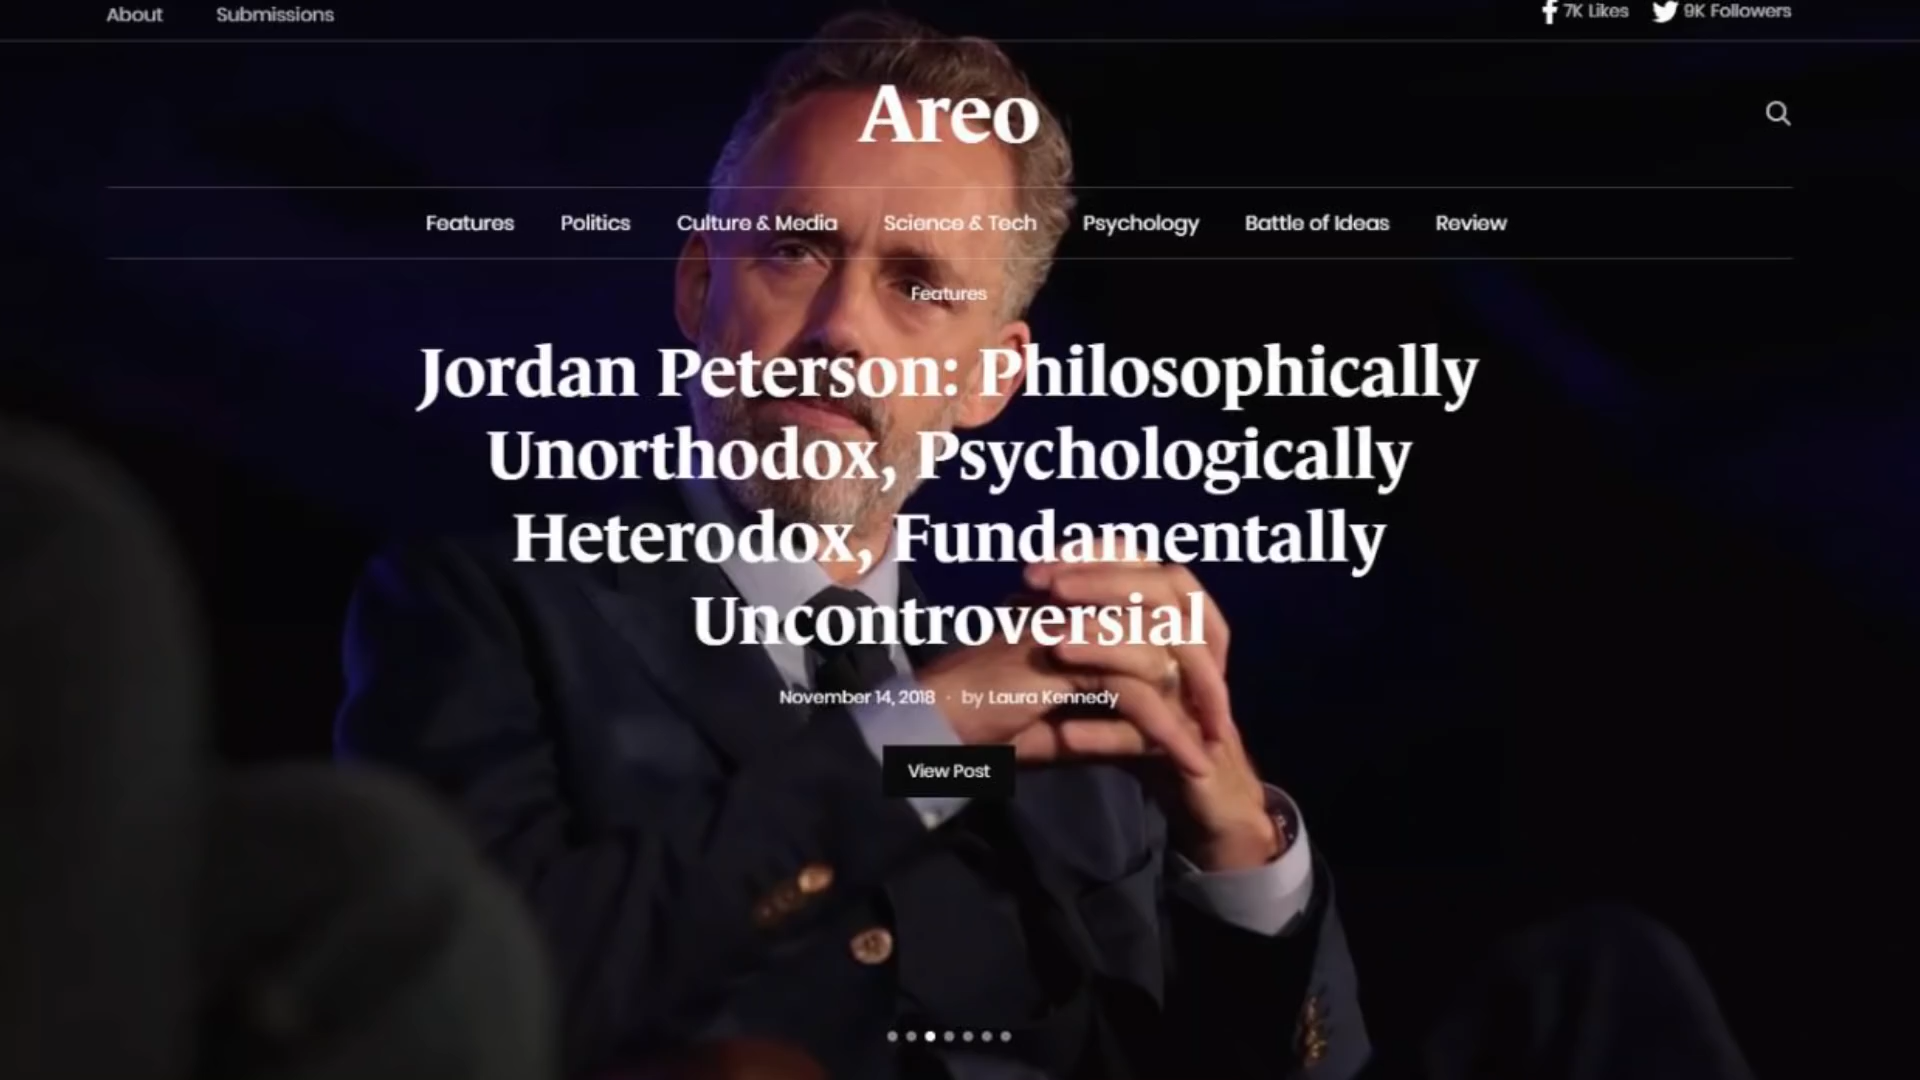 About Submissions 7K Likes 9K Followers
Areo
Features Politics Culture & Media Science & Tech Psychology Battle of Ideas Review
Features
Jordan Peterson: Philosophically
Unorthodox, Psychologically
Heterodox, Fundamentally
Uncontroversial
November 14, 2018 · by Laura Kennedy
View Post